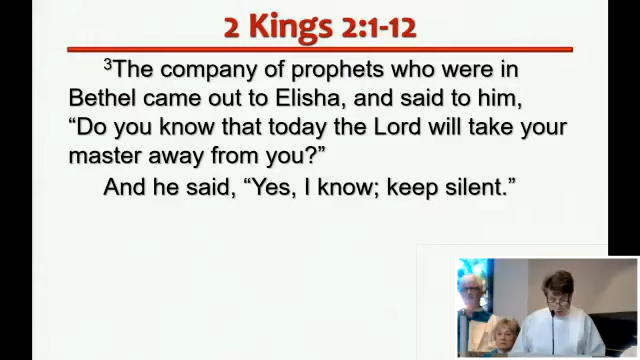 2 Kings 2:1-12
³The company of prophets who were in
Bethel came out to Elisha, and said to him,
“Do you know that today the Lord will take your
master away from you?”
And he said, “Yes, I know; keep silent.”